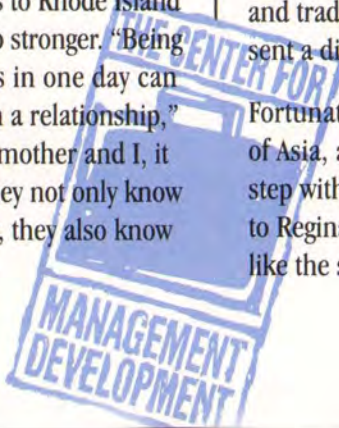 s to Rhode Island
o stronger. “Being
s in one day can
n a relationship,”
mother and I, it
ey not only know
, they also know
THE CENTER FOR
MANAGEMENT
DEVELOPMENT
and trad
sent a di
Fortunat
of Asia, a
step with
to Regin
like the s